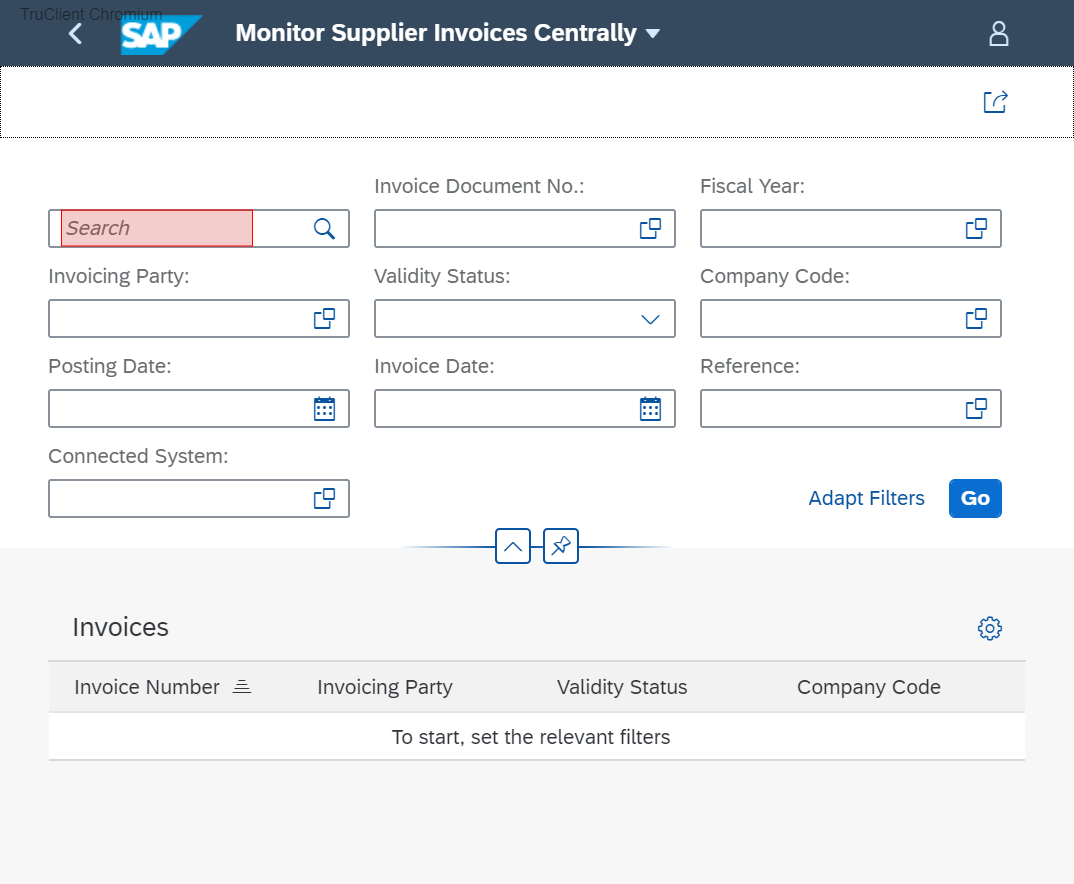 TruClient Chromium
SAP Monitor Supplier Invoices Centrally
Invoice Document No.: Fiscal Year:
Search
Invoicing Party: Validity Status: Company Code:
Posting Date: Invoice Date: Reference:
Connected System:
Adapt Filters Go
Invoices
Invoice Number Invoicing Party Validity Status Company Code
To start, set the relevant filters